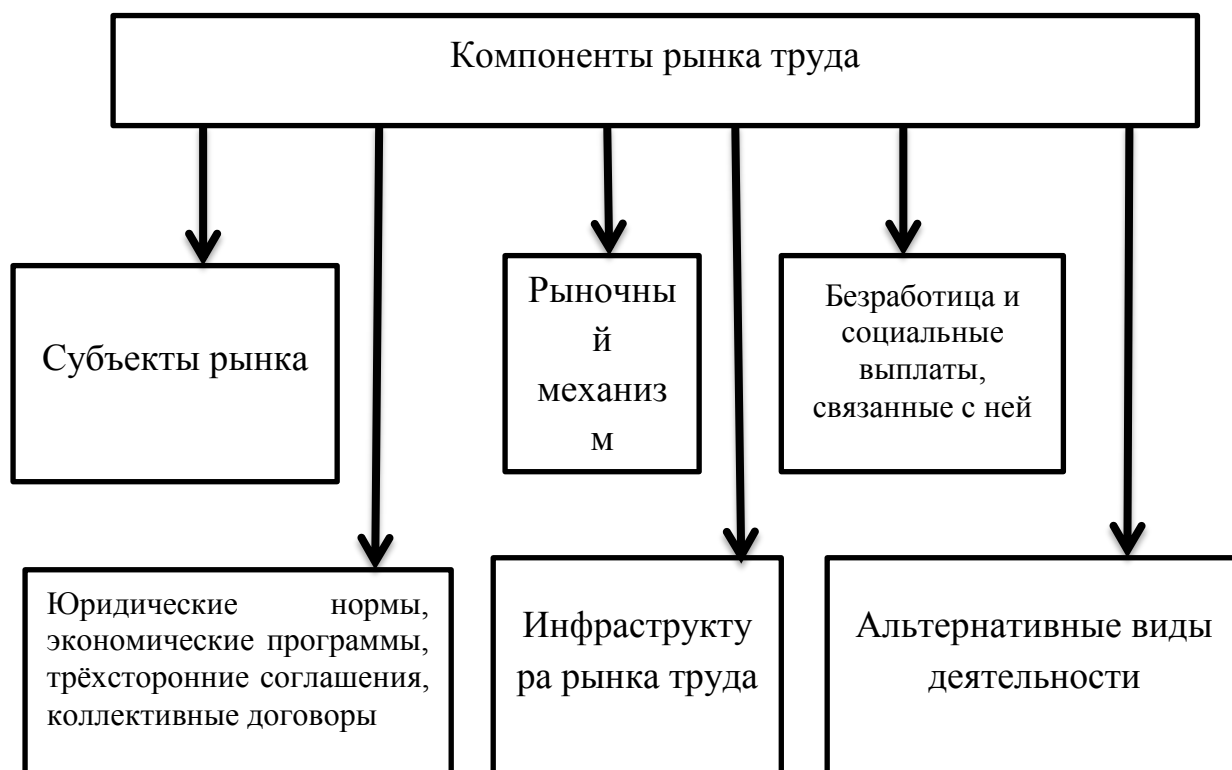 Компоненты рынка труда
Субъекты рынка
Рыночны
й
механиз
м
Безработица и
социальные
выплаты,
связанные с ней
Юридические нормы,
экономические программы,
трёхсторонние соглашения,
коллективные договоры
Инфраструкту
ра рынка труда
Альтернативные виды
деятельности